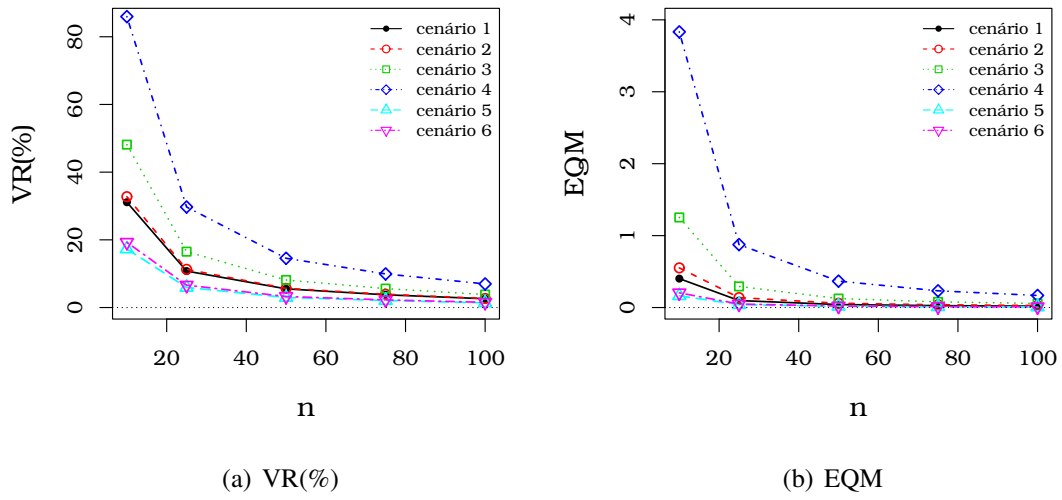 VR(%)
0
20
40
60
80
20
40
60
80
100
n
cenário 1
cenário 2
cenário 3
cenário 4
cenário 5
cenário 6
(a) VR(%)
EQM
0
1
2
3
4
20
40
60
80
100
n
cenário 1
cenário 2
cenário 3
cenário 4
cenário 5
cenário 6
(b) EQM